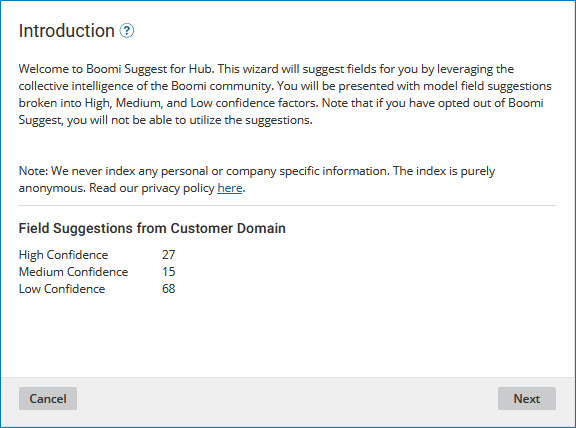 Introduction ?
Welcome to Boomi Suggest for Hub. This wizard will suggest fields for you by leveraging the
collective intelligence of the Boomi community. You will be presented with model field suggestions
broken into High, Medium, and Low confidence factors. Note that if you have opted out of Boomi
Suggest, you will not be able to utilize the suggestions.
Note: We never index any personal or company specific information. The index is purely
anonymous. Read our privacy policy here.
Field Suggestions from Customer Domain
High Confidence 27
Medium Confidence 15
Low Confidence 68
Cancel Next